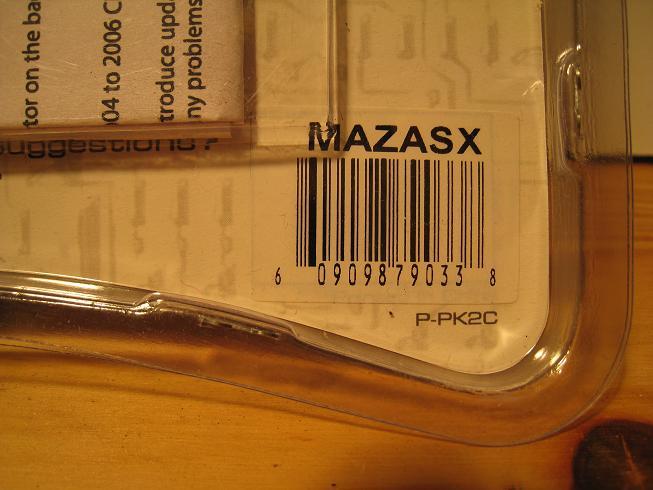 tor on the ba
04 to 2006 C
troduce upd
ny problems
suggestions?
MAZASX
6 0909879033 8
P-PK2C